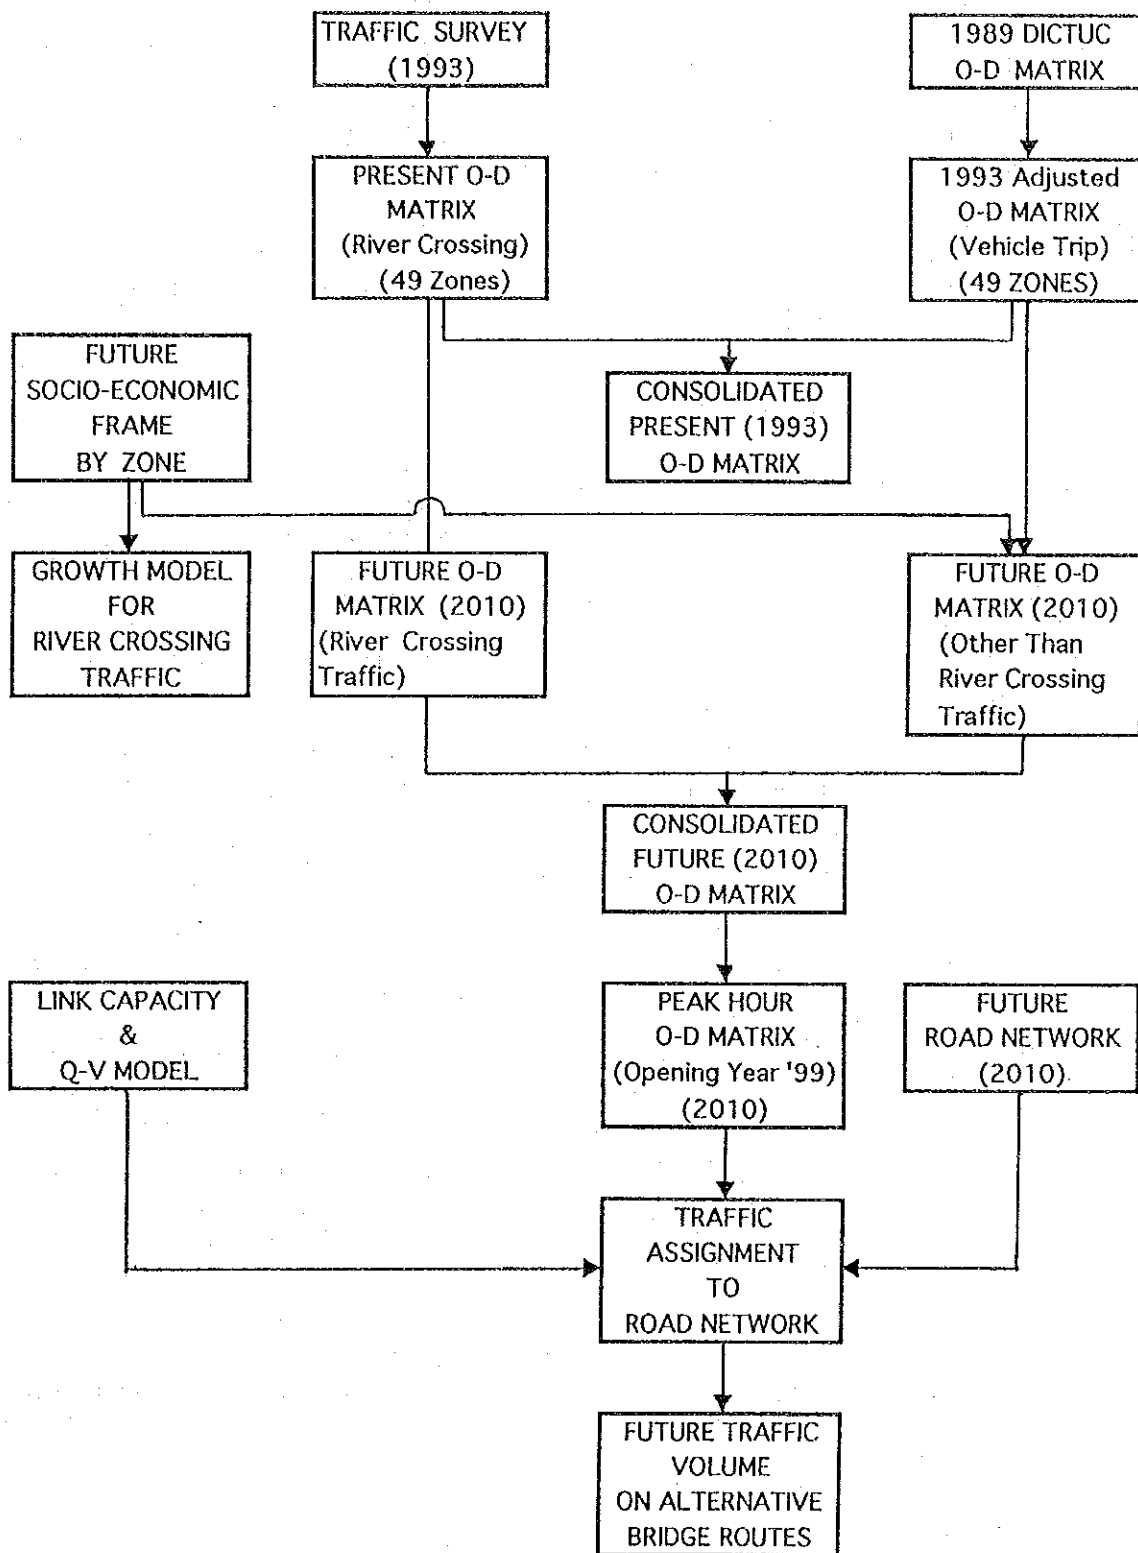 TRAFFIC SURVEY
(1993)
1989 DICTUC
O-D MATRIX
PRESENT O-D
MATRIX
(River Crossing)
(49 Zones)
1993 Adjusted
O-D MATRIX
(Vehicle Trip)
(49 ZONES)
FUTURE
SOCIO-ECONOMIC
FRAME
BY ZONE
CONSOLIDATED
PRESENT (1993)
O-D MATRIX
GROWTH MODEL
FOR
RIVER CROSSING
TRAFFIC
FUTURE O-D
MATRIX (2010)
(River Crossing
Traffic)
FUTURE O-D
MATRIX (2010)
(Other Than
River Crossing
Traffic)
CONSOLIDATED
FUTURE (2010)
O-D MATRIX
LINK CAPACITY
&
Q-V MODEL
PEAK HOUR
O-D MATRIX
(Opening Year '99)
(2010)
FUTURE
ROAD NETWORK
(2010)
TRAFFIC
ASSIGNMENT
TO
ROAD NETWORK
FUTURE TRAFFIC
VOLUME
ON ALTERNATIVE
BRIDGE ROUTES